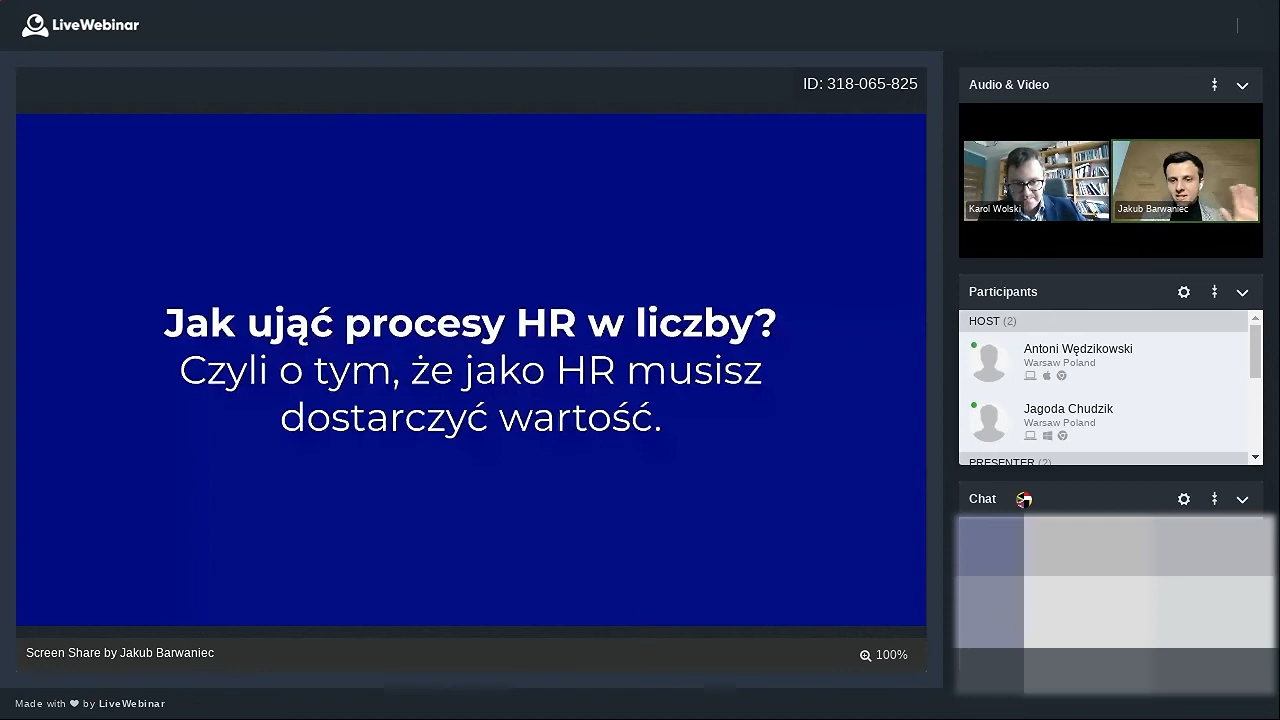 LiveWebinar
ID: 318-065-825
Jak ująć procesy HR w liczby?
Czyli o tym, że jako HR musisz
dostarczyć wartość.
Screen Share by Jakub Barwaniec
100%
Made with ❤ by LiveWebinar
Audio & Video
Karol Wolski
Jakub Barwaniec
Participants
HOST (2)
Antoni Wędzikowski
Warsaw Poland
Jagoda Chudzik
Warsaw Poland
PRESENTER (2)
Chat